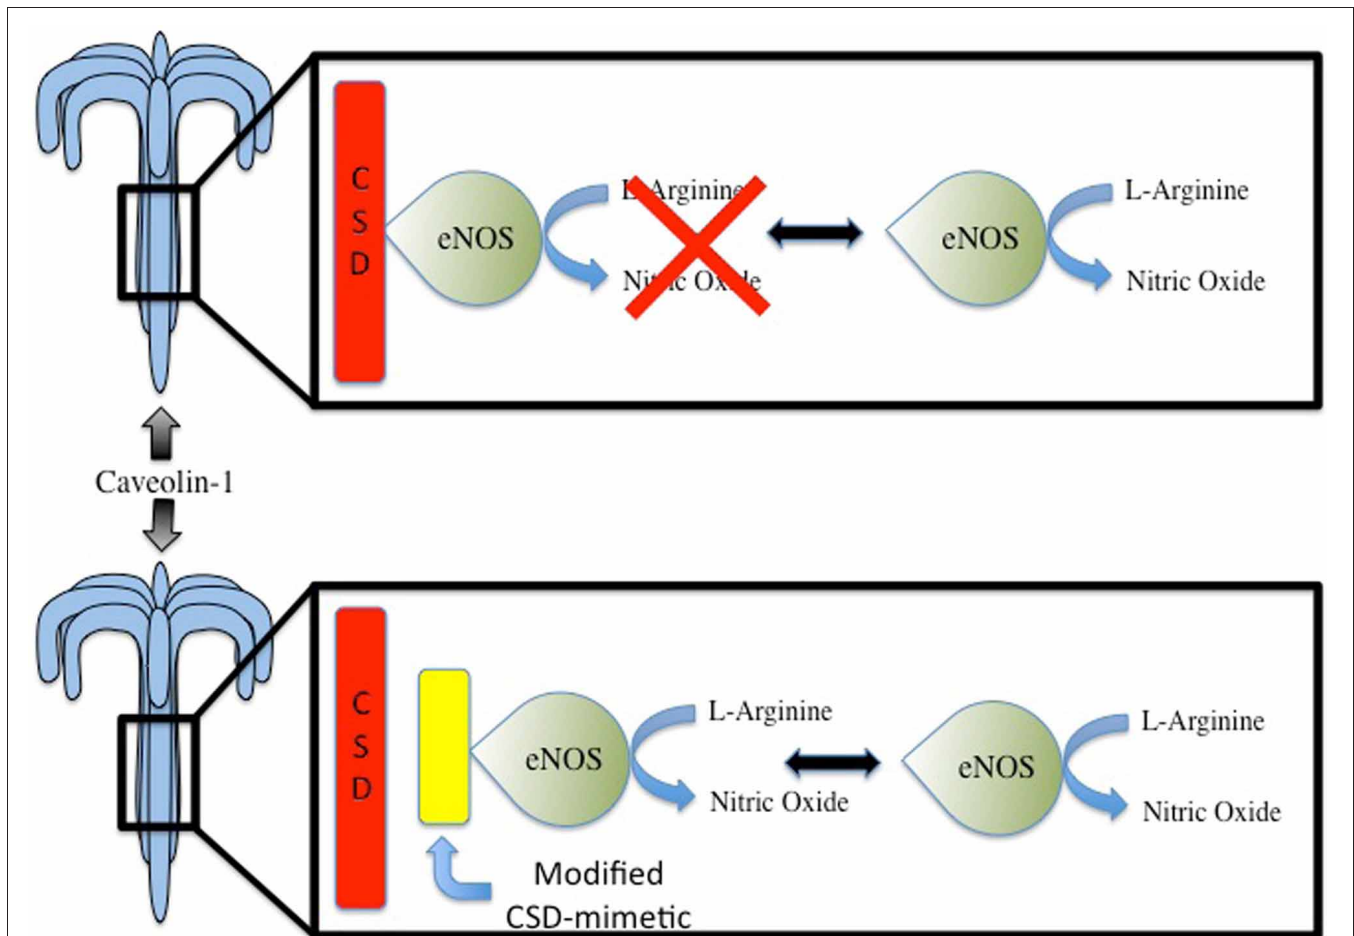 C
S
D
eNOS
L-Arginine
Nitric Oxide
eNOS
L-Arginine
Nitric Oxide
Caveolin-1
C
S
D
eNOS
L-Arginine
Nitric Oxide
eNOS
L-Arginine
Nitric Oxide
Modified
CSD-mimetic